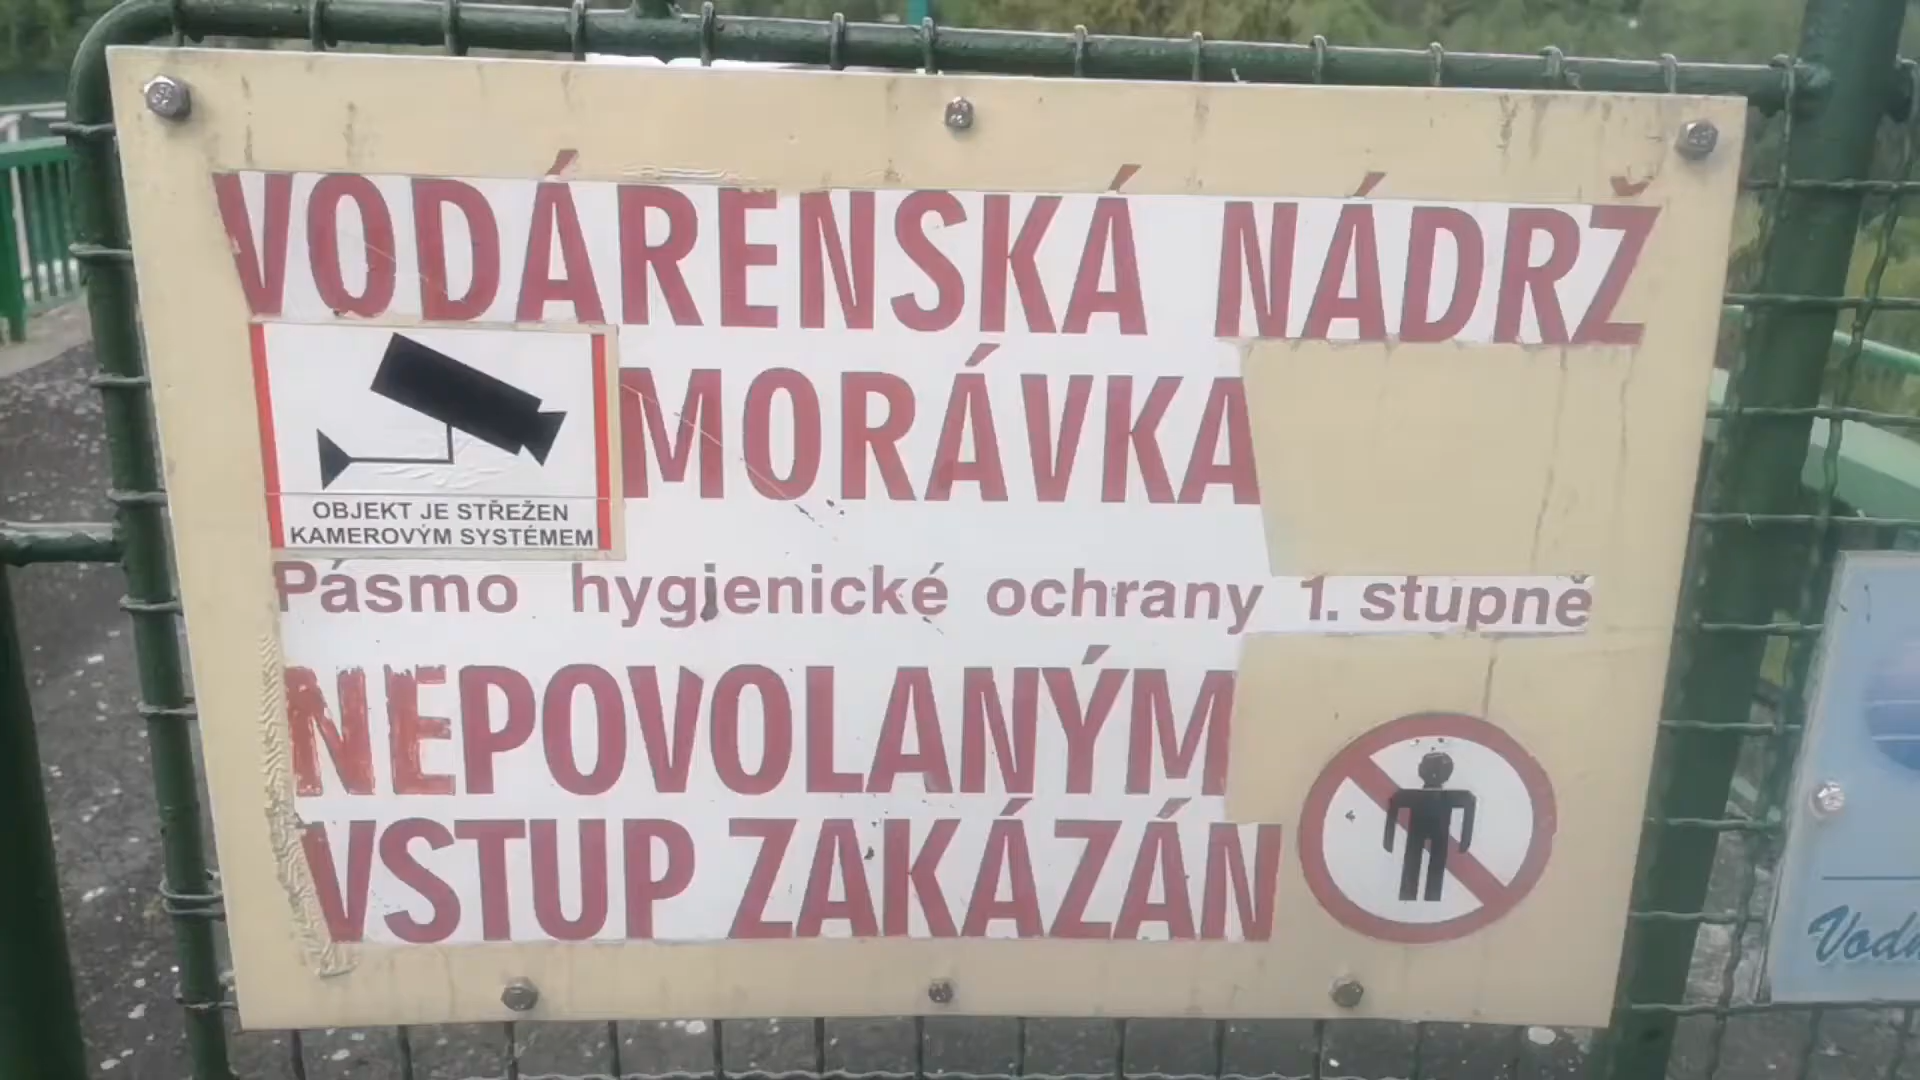 VODÁRENSKÁ NÁDRŽ
MORÁVKA
OBJEKT JE STŘEŽEN
KAMEROVÝM SYSTÉMEM
Pásmo hygienické ochrany 1. stupně
NEPOVOLANÝM
VSTUP ZAKÁZÁN